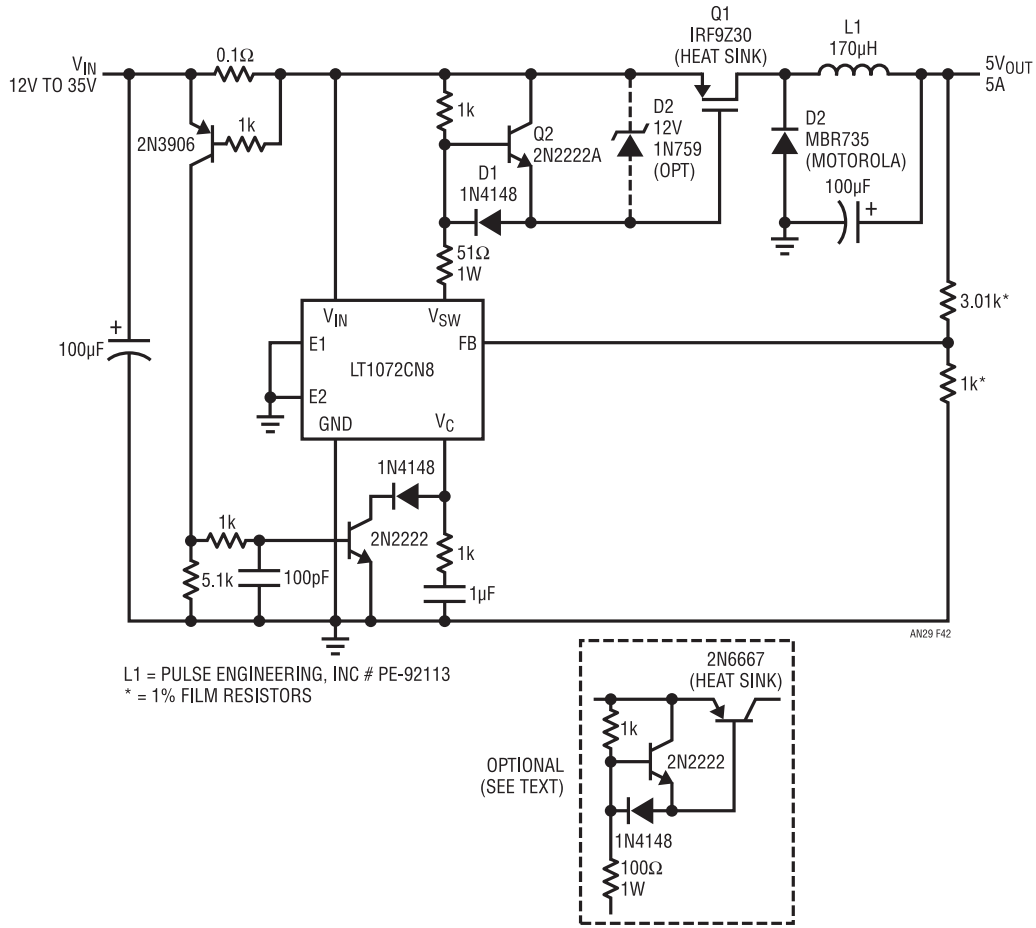 V_IN
12V TO 35V
0.1Ω
2N3906
1k
1k
Q2
2N2222A
D1
1N4148
51Ω
1W
D2
12V
1N759
(OPT)
Q1
IRF9Z30
(HEAT SINK)
L1
170µH
5V_OUT
5A
D2
MBR735
(MOTOROLA)
100µF
+
3.01k*
1k*
+
100µF
V_IN
V_SW
E1
FB
LT1072CN8
E2
GND
V_C
1N4148
1k
2N2222
1k
5.1k
100pF
1µF
AN29 F42
L1 = PULSE ENGINEERING, INC # PE-92113
* = 1% FILM RESISTORS
OPTIONAL
(SEE TEXT)
2N6667
(HEAT SINK)
1k
2N2222
1N4148
100Ω
1W